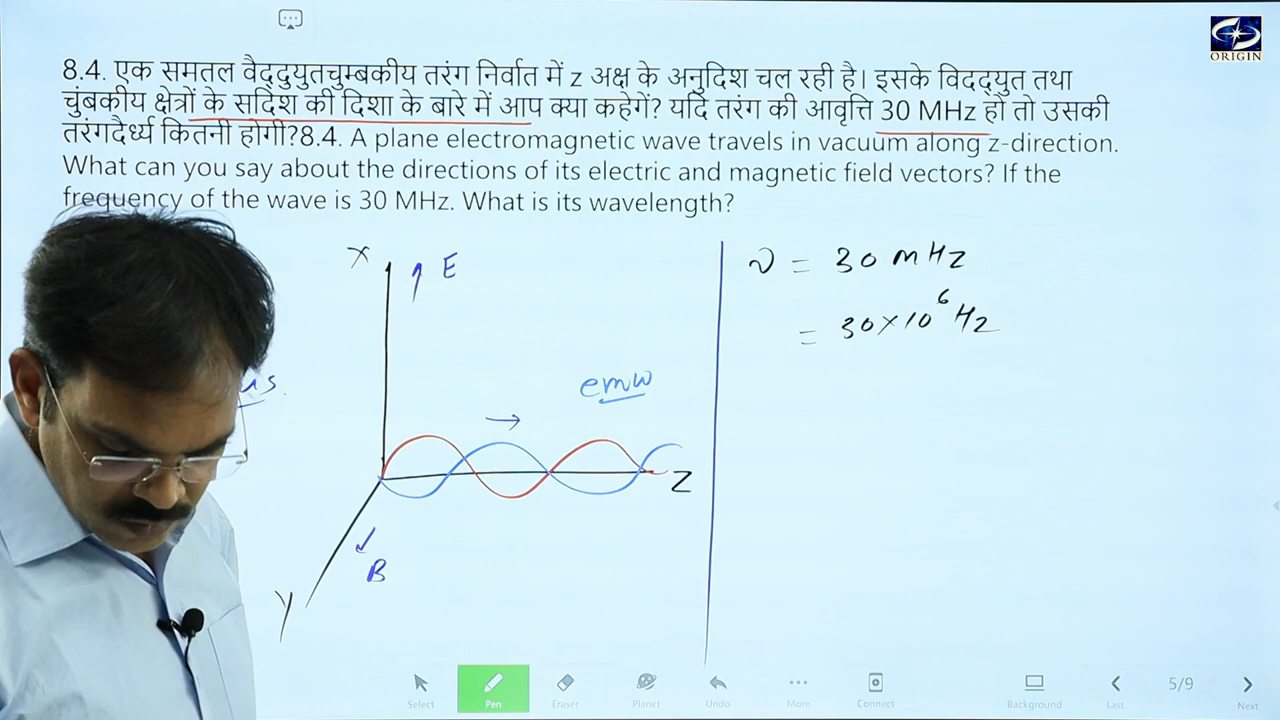 ORIGIN
8.4. एक समतल वैद्दुयुतचुम्बकीय तरंग निर्वात में z अक्ष के अनुदिश चल रही है। इसके विदद्युत तथा
चुंबकीय क्षेत्रों के सदिश की दिशा के बारे में आप क्या कहेगें? यदि तरंग की आवृत्ति 30 MHz हो तो उसकी
तरंगदैर्ध्य कितनी होगी?8.4. A plane electromagnetic wave travels in vacuum along z-direction.
What can you say about the directions of its electric and magnetic field vectors? If the
frequency of the wave is 30 MHz. What is its wavelength?
X
E
ν = 30 mHz
= 30×10⁶ Hz
emw
Z
B
Y
Select
Pen
Eraser
Planet
Undo
More
Connect
Background
Last
5/9
Next